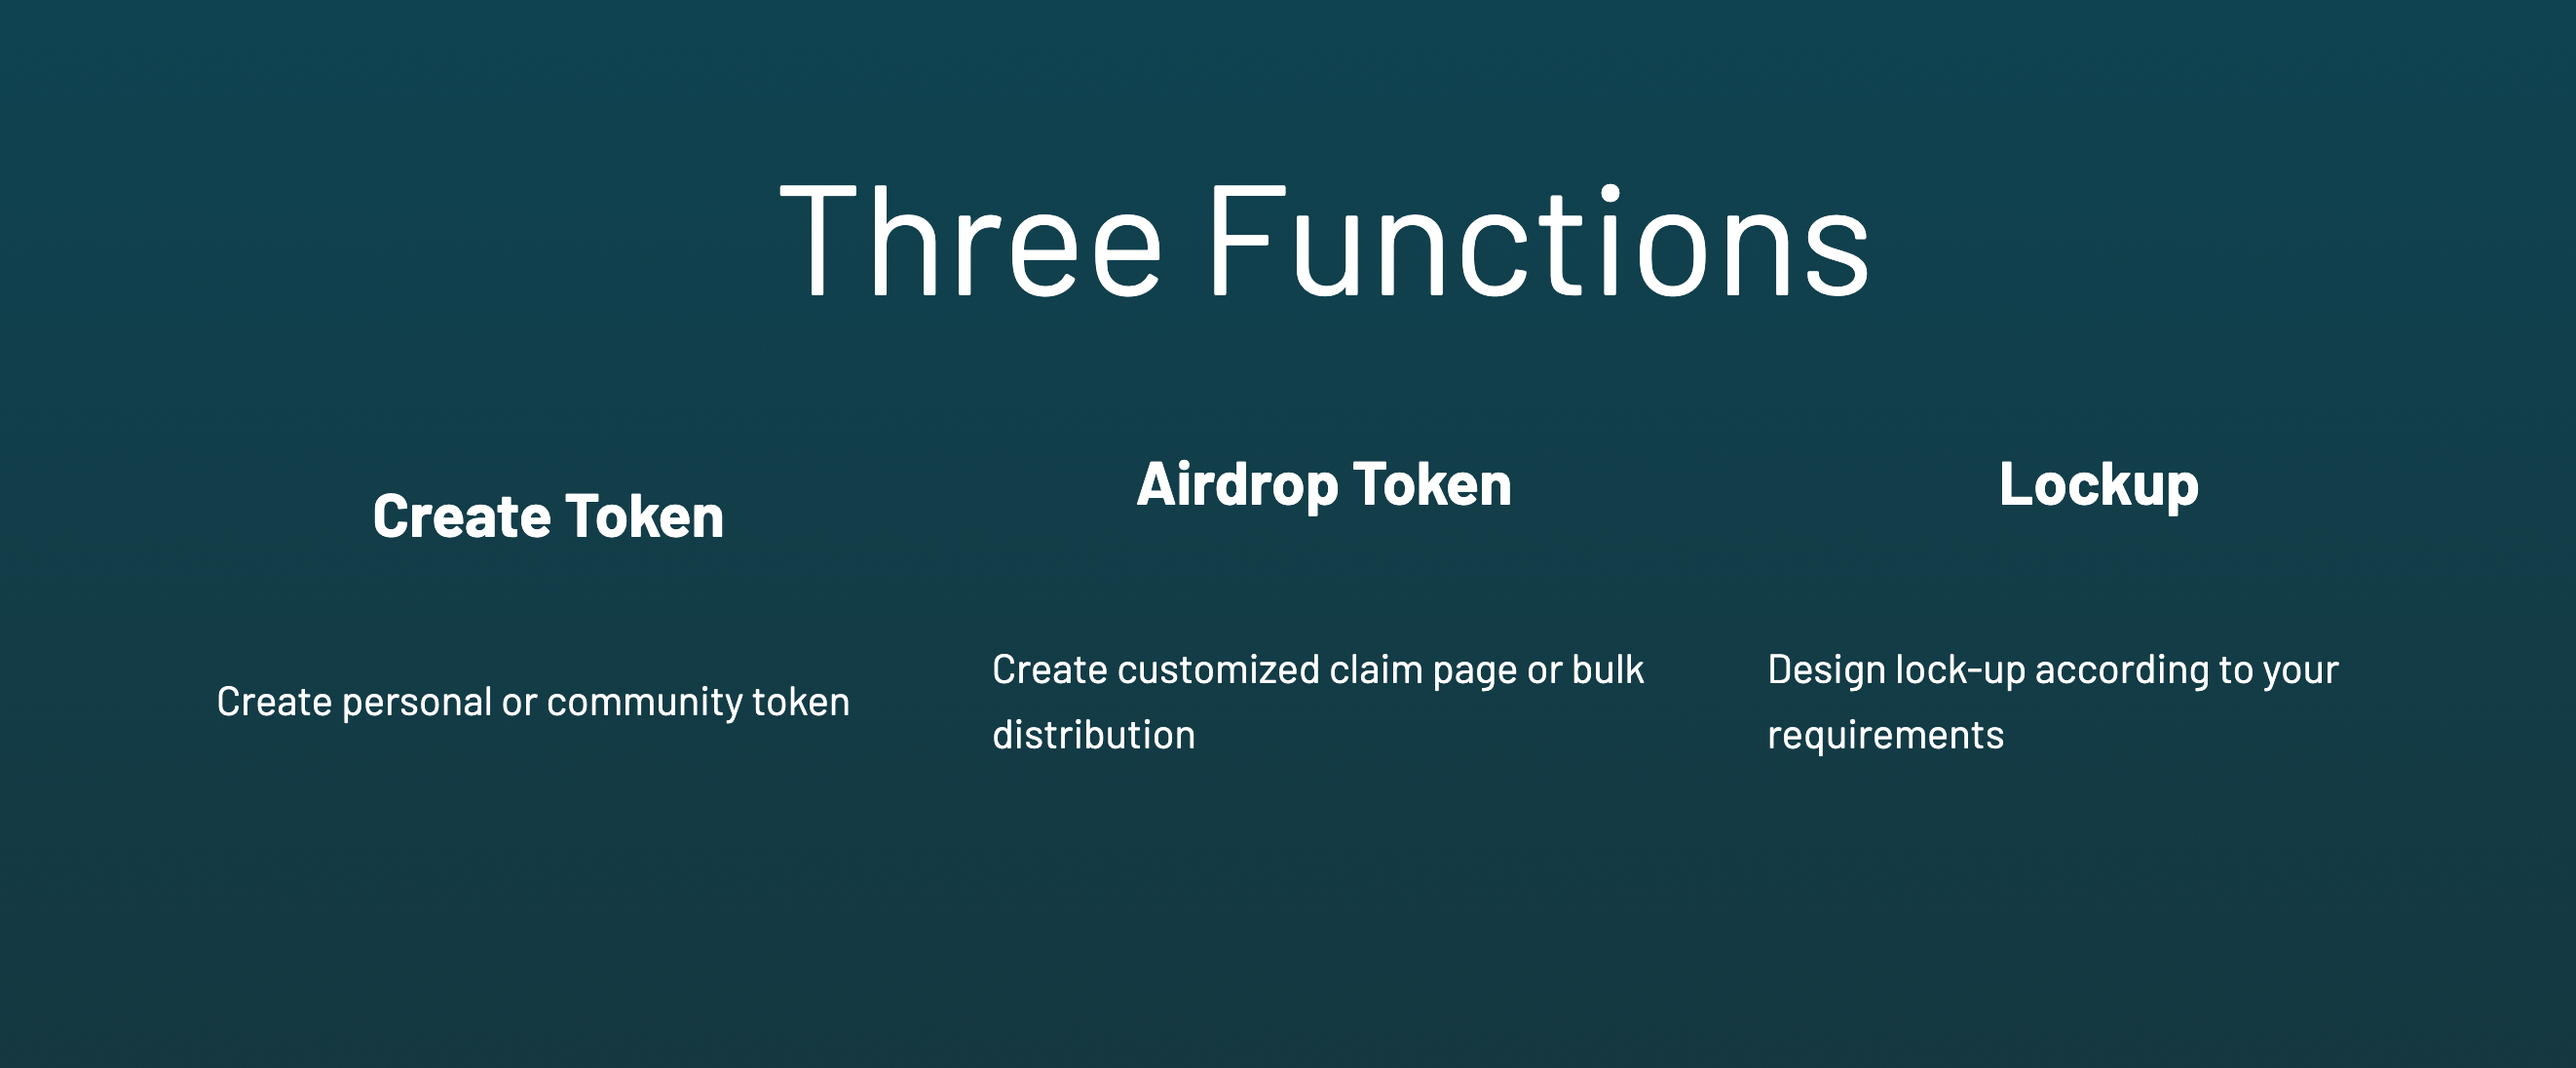 Three Functions
Create Token
Create personal or community token
Airdrop Token
Create customized claim page or bulk
distribution
Lockup
Design lock-up according to your
requirements